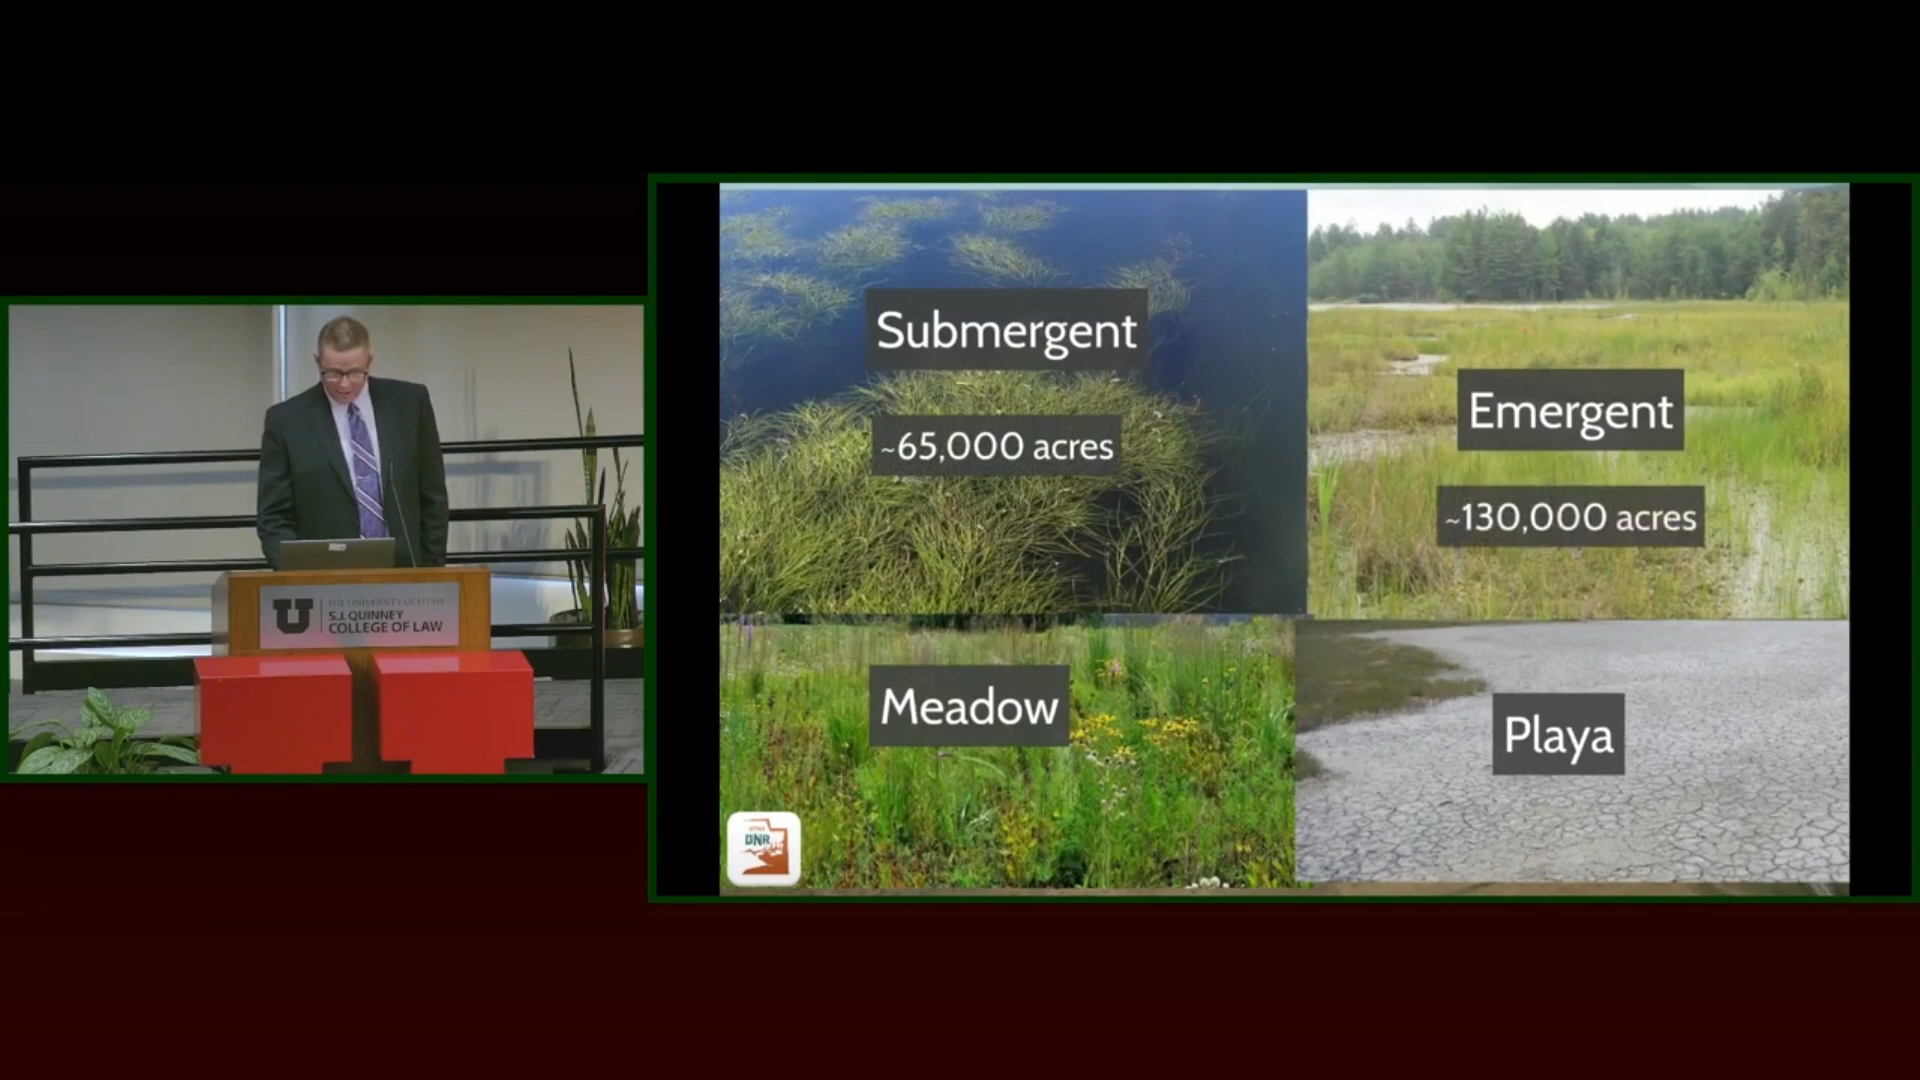 U
THE UNIVERSITY OF UTAH
S.J. QUINNEY
COLLEGE OF LAW
Submergent
~65,000 acres
Emergent
~130,000 acres
Meadow
Playa
UTAH
DNR